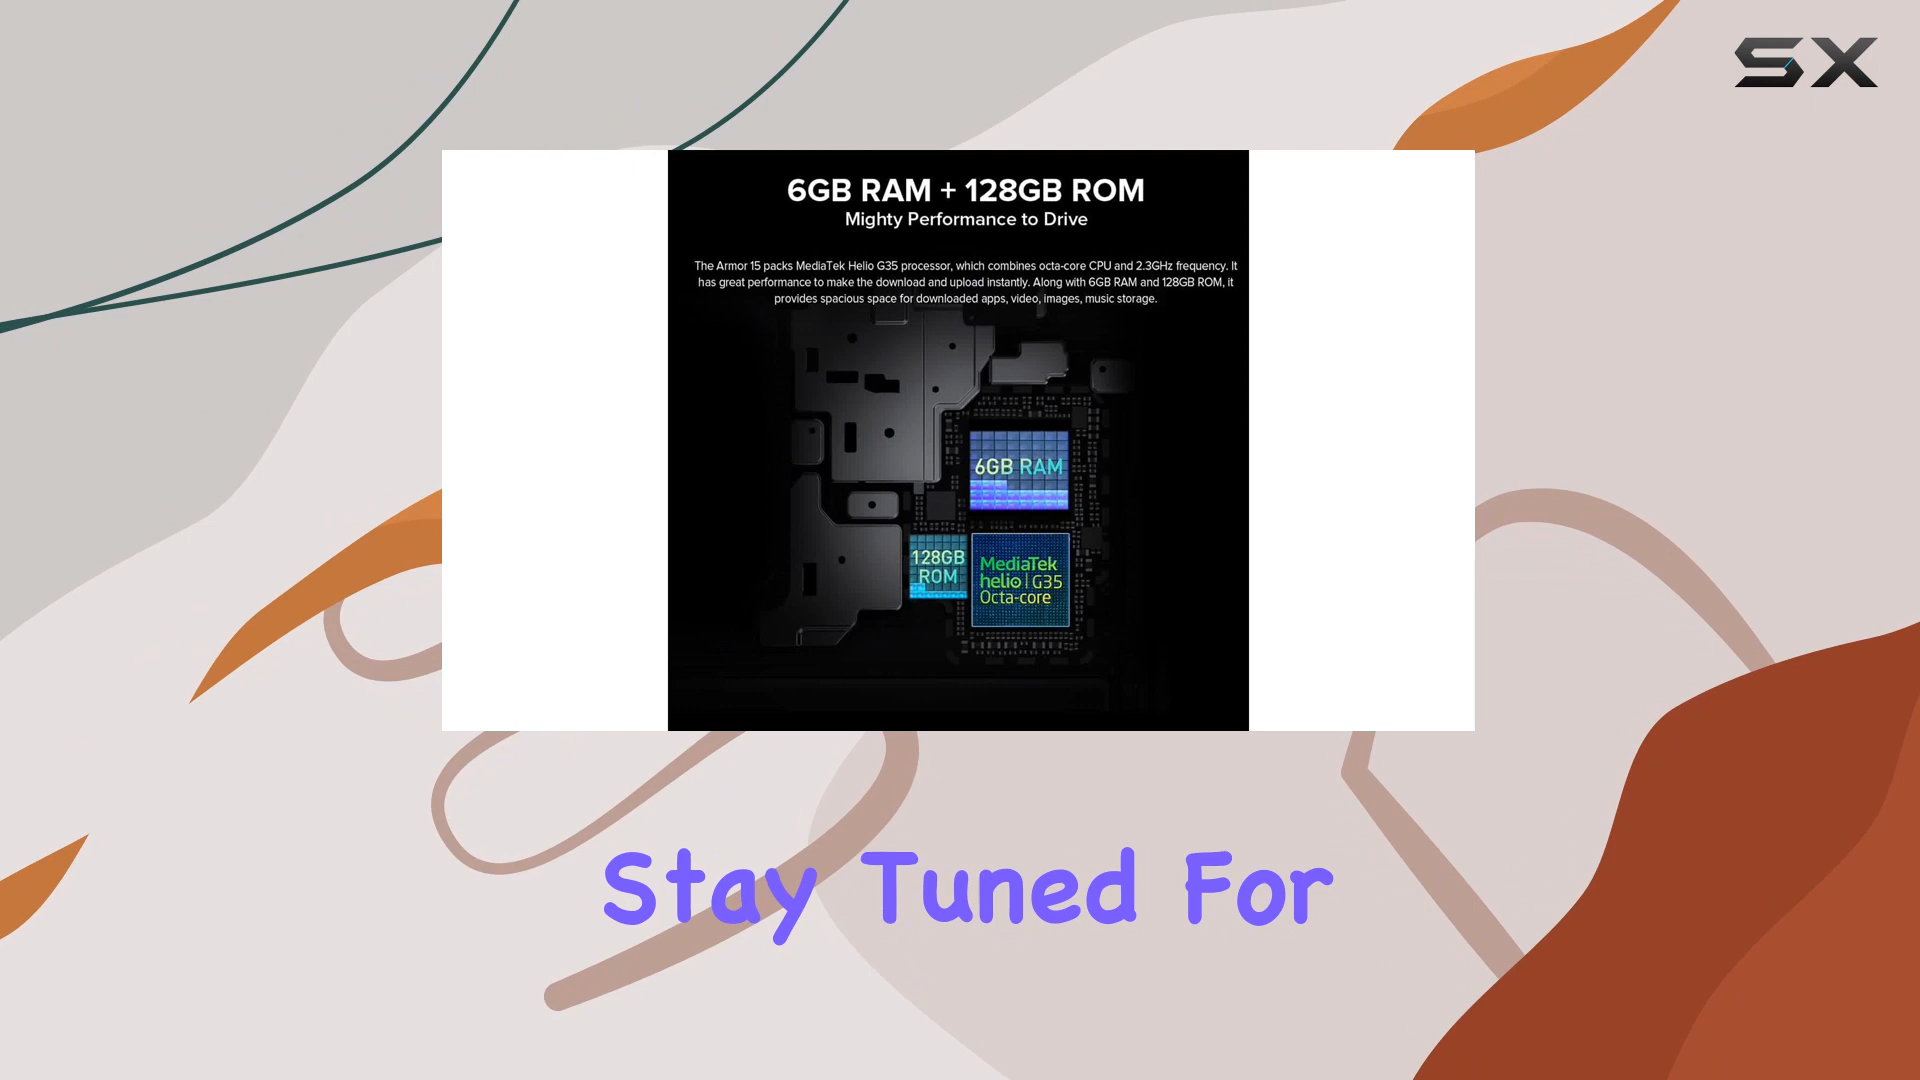 SX
6GB RAM + 128GB ROM
Mighty Performance to Drive
The Armor 15 packs MediaTek Helio G35 processor, which combines octa-core CPU and 2.3GHz frequency. It
has great performance to make the download and upload instantly. Along with 6GB RAM and 128GB ROM, it
provides spacious space for downloaded apps, video, images, music storage.
6GB RAM
128GB
ROM
MediaTek
helio | G35
Octa-core
Stay Tuned For